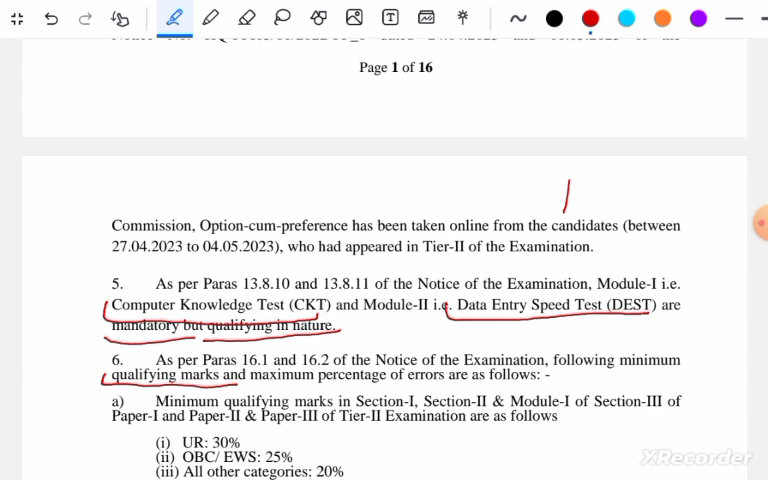 Page 1 of 16
Commission, Option-cum-preference has been taken online from the candidates (between
27.04.2023 to 04.05.2023), who had appeared in Tier-II of the Examination.
5. As per Paras 13.8.10 and 13.8.11 of the Notice of the Examination, Module-I i.e.
Computer Knowledge Test (CKT) and Module-II i.e. Data Entry Speed Test (DEST) are
mandatory but qualifying in nature.
6. As per Paras 16.1 and 16.2 of the Notice of the Examination, following minimum
qualifying marks and maximum percentage of errors are as follows: -
a) Minimum qualifying marks in Section-I, Section-II & Module-I of Section-III of
Paper-I and Paper-II & Paper-III of Tier-II Examination are as follows
(i) UR: 30%
(ii) OBC/ EWS: 25%
(iii) All other categories: 20%
XRecorder